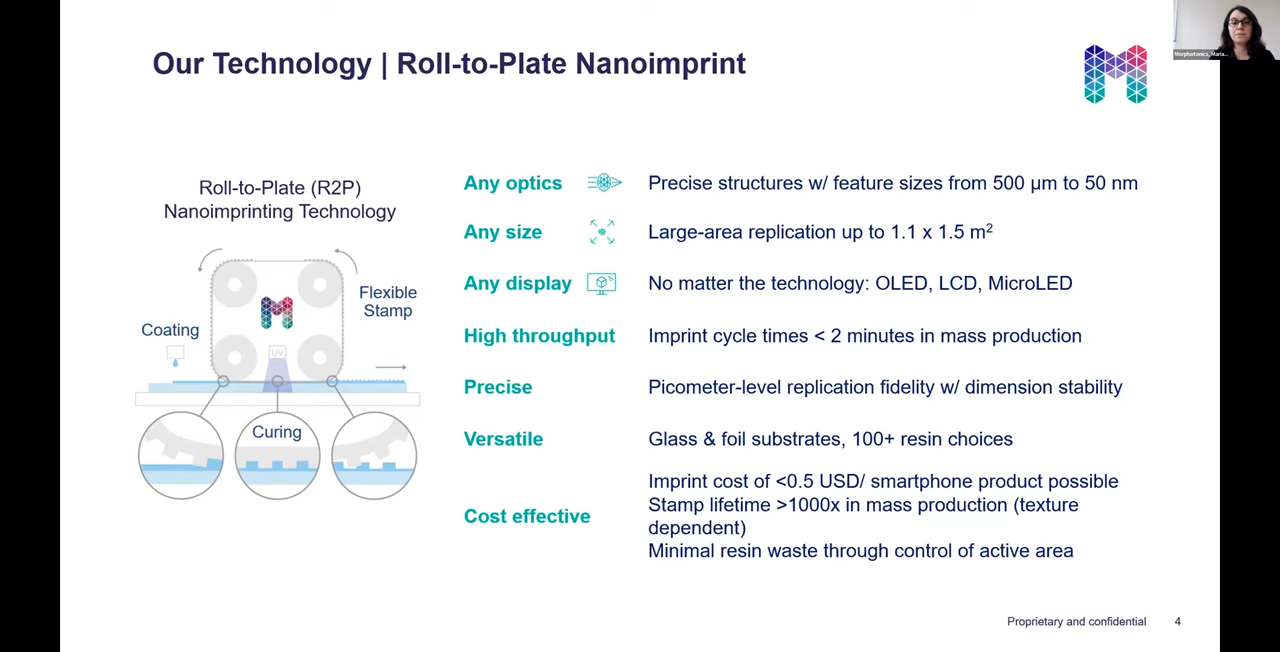 Our Technology | Roll-to-Plate Nanoimprint
Morphotonics, Maria...
Roll-to-Plate (R2P)
Nanoimprinting Technology
Flexible
Stamp
Coating
UV
Curing
Any optics
Precise structures w/ feature sizes from 500 µm to 50 nm
Any size
Large-area replication up to 1.1 x 1.5 m²
Any display
No matter the technology: OLED, LCD, MicroLED
High throughput
Imprint cycle times < 2 minutes in mass production
Precise
Picometer-level replication fidelity w/ dimension stability
Versatile
Glass & foil substrates, 100+ resin choices
Cost effective
Imprint cost of <0.5 USD/ smartphone product possible
Stamp lifetime >1000x in mass production (texture
dependent)
Minimal resin waste through control of active area
Proprietary and confidential
4